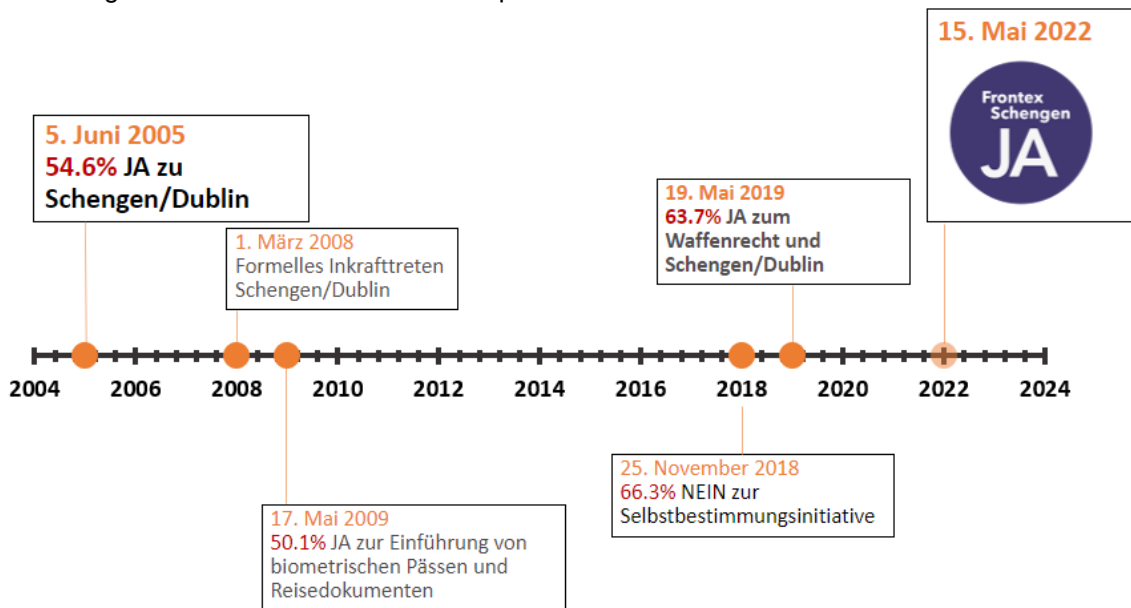 15. Mai 2022
Frontex
Schengen
JA
5. Juni 2005
54.6% JA zu
Schengen/Dublin
19. Mai 2019
63.7% JA zum
Waffenrecht und
Schengen/Dublin
1. März 2008
Formelles Inkrafttreten
Schengen/Dublin
2004 2006 2008 2010 2012 2014 2016 2018 2020 2022 2024
25. November 2018
66.3% NEIN zur
Selbstbestimmungsinitiative
17. Mai 2009
50.1% JA zur Einführung von
biometrischen Pässen und
Reisedokumenten